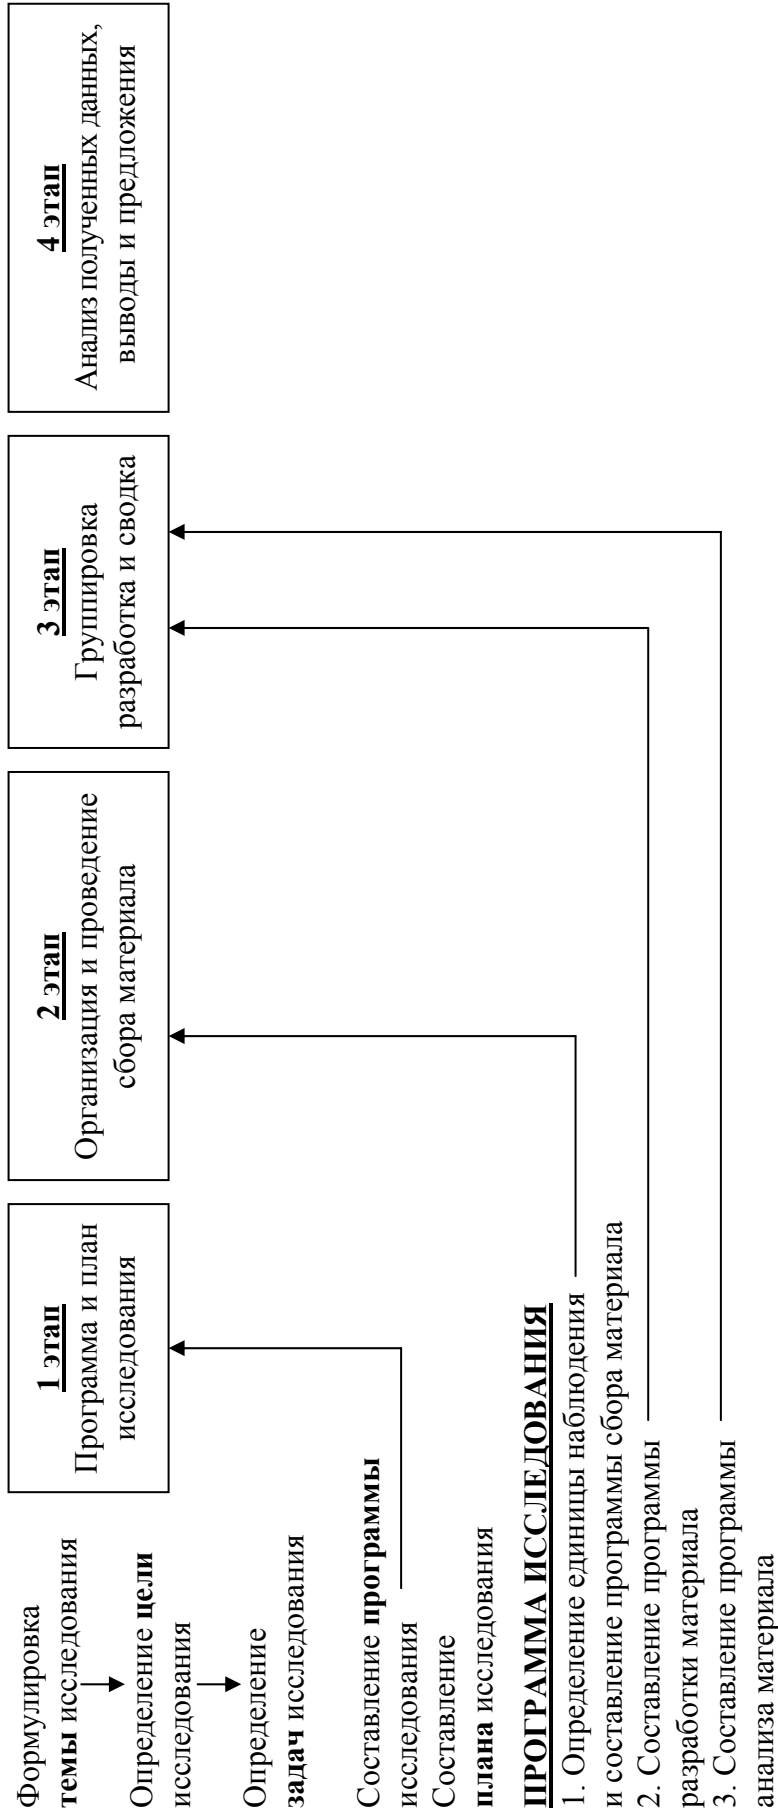 Формулировка
темы исследования
Определение цели
исследования
Определение
задач исследования
1 этап
Программа и план
исследования
2 этап
Организация и проведение
сбора материала
3 этап
Группировка
разработка и сводка
4 этап
Анализ полученных данных,
выводы и предложения
Составление программы
исследования
Составление
плана исследования
ПРОГРАММА ИССЛЕДОВАНИЯ
1. Определение единицы наблюдения
и составление программы сбора материала
2. Составление программы
разработки материала
3. Составление программы
анализа материала